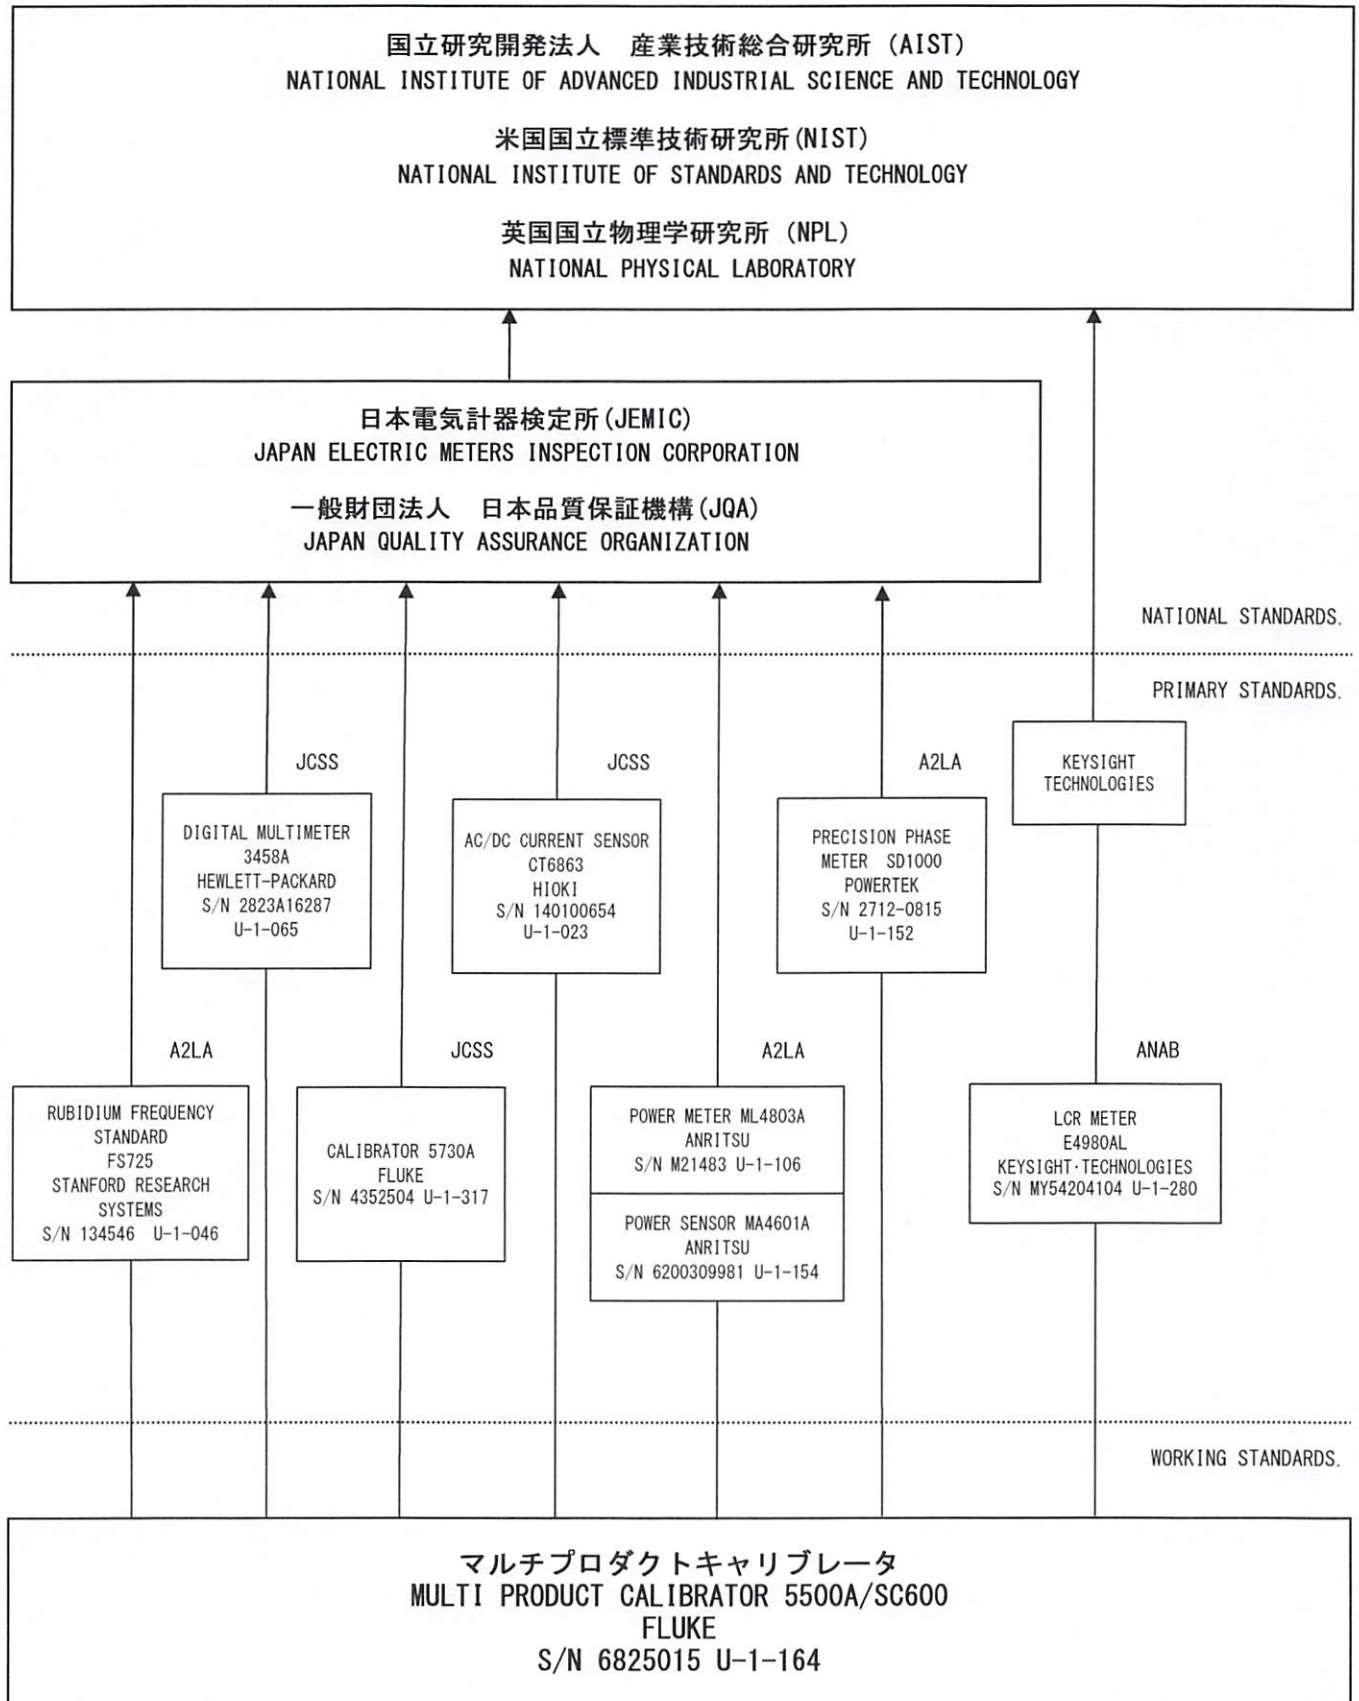 国立研究開発法人　産業技術総合研究所 (AIST)
NATIONAL INSTITUTE OF ADVANCED INDUSTRIAL SCIENCE AND TECHNOLOGY
米国国立標準技術研究所(NIST)
NATIONAL INSTITUTE OF STANDARDS AND TECHNOLOGY
英国国立物理学研究所 (NPL)
NATIONAL PHYSICAL LABORATORY
日本電気計器検定所(JEMIC)
JAPAN ELECTRIC METERS INSPECTION CORPORATION
一般財団法人　日本品質保証機構(JQA)
JAPAN QUALITY ASSURANCE ORGANIZATION
NATIONAL STANDARDS.
PRIMARY STANDARDS.
JCSS
DIGITAL MULTIMETER
3458A
HEWLETT-PACKARD
S/N 2823A16287
U-1-065
JCSS
AC/DC CURRENT SENSOR
CT6863
HIOKI
S/N 140100654
U-1-023
A2LA
PRECISION PHASE
METER SD1000
POWERTEK
S/N 2712-0815
U-1-152
KEYSIGHT
TECHNOLOGIES
A2LA
RUBIDIUM FREQUENCY
STANDARD
FS725
STANFORD RESEARCH
SYSTEMS
S/N 134546 U-1-046
JCSS
CALIBRATOR 5730A
FLUKE
S/N 4352504 U-1-317
A2LA
POWER METER ML4803A
ANRITSU
S/N M21483 U-1-106
POWER SENSOR MA4601A
ANRITSU
S/N 6200309981 U-1-154
ANAB
LCR METER
E4980AL
KEYSIGHT·TECHNOLOGIES
S/N MY54204104 U-1-280
WORKING STANDARDS.
マルチプロダクトキャリブレータ
MULTI PRODUCT CALIBRATOR 5500A/SC600
FLUKE
S/N 6825015 U-1-164